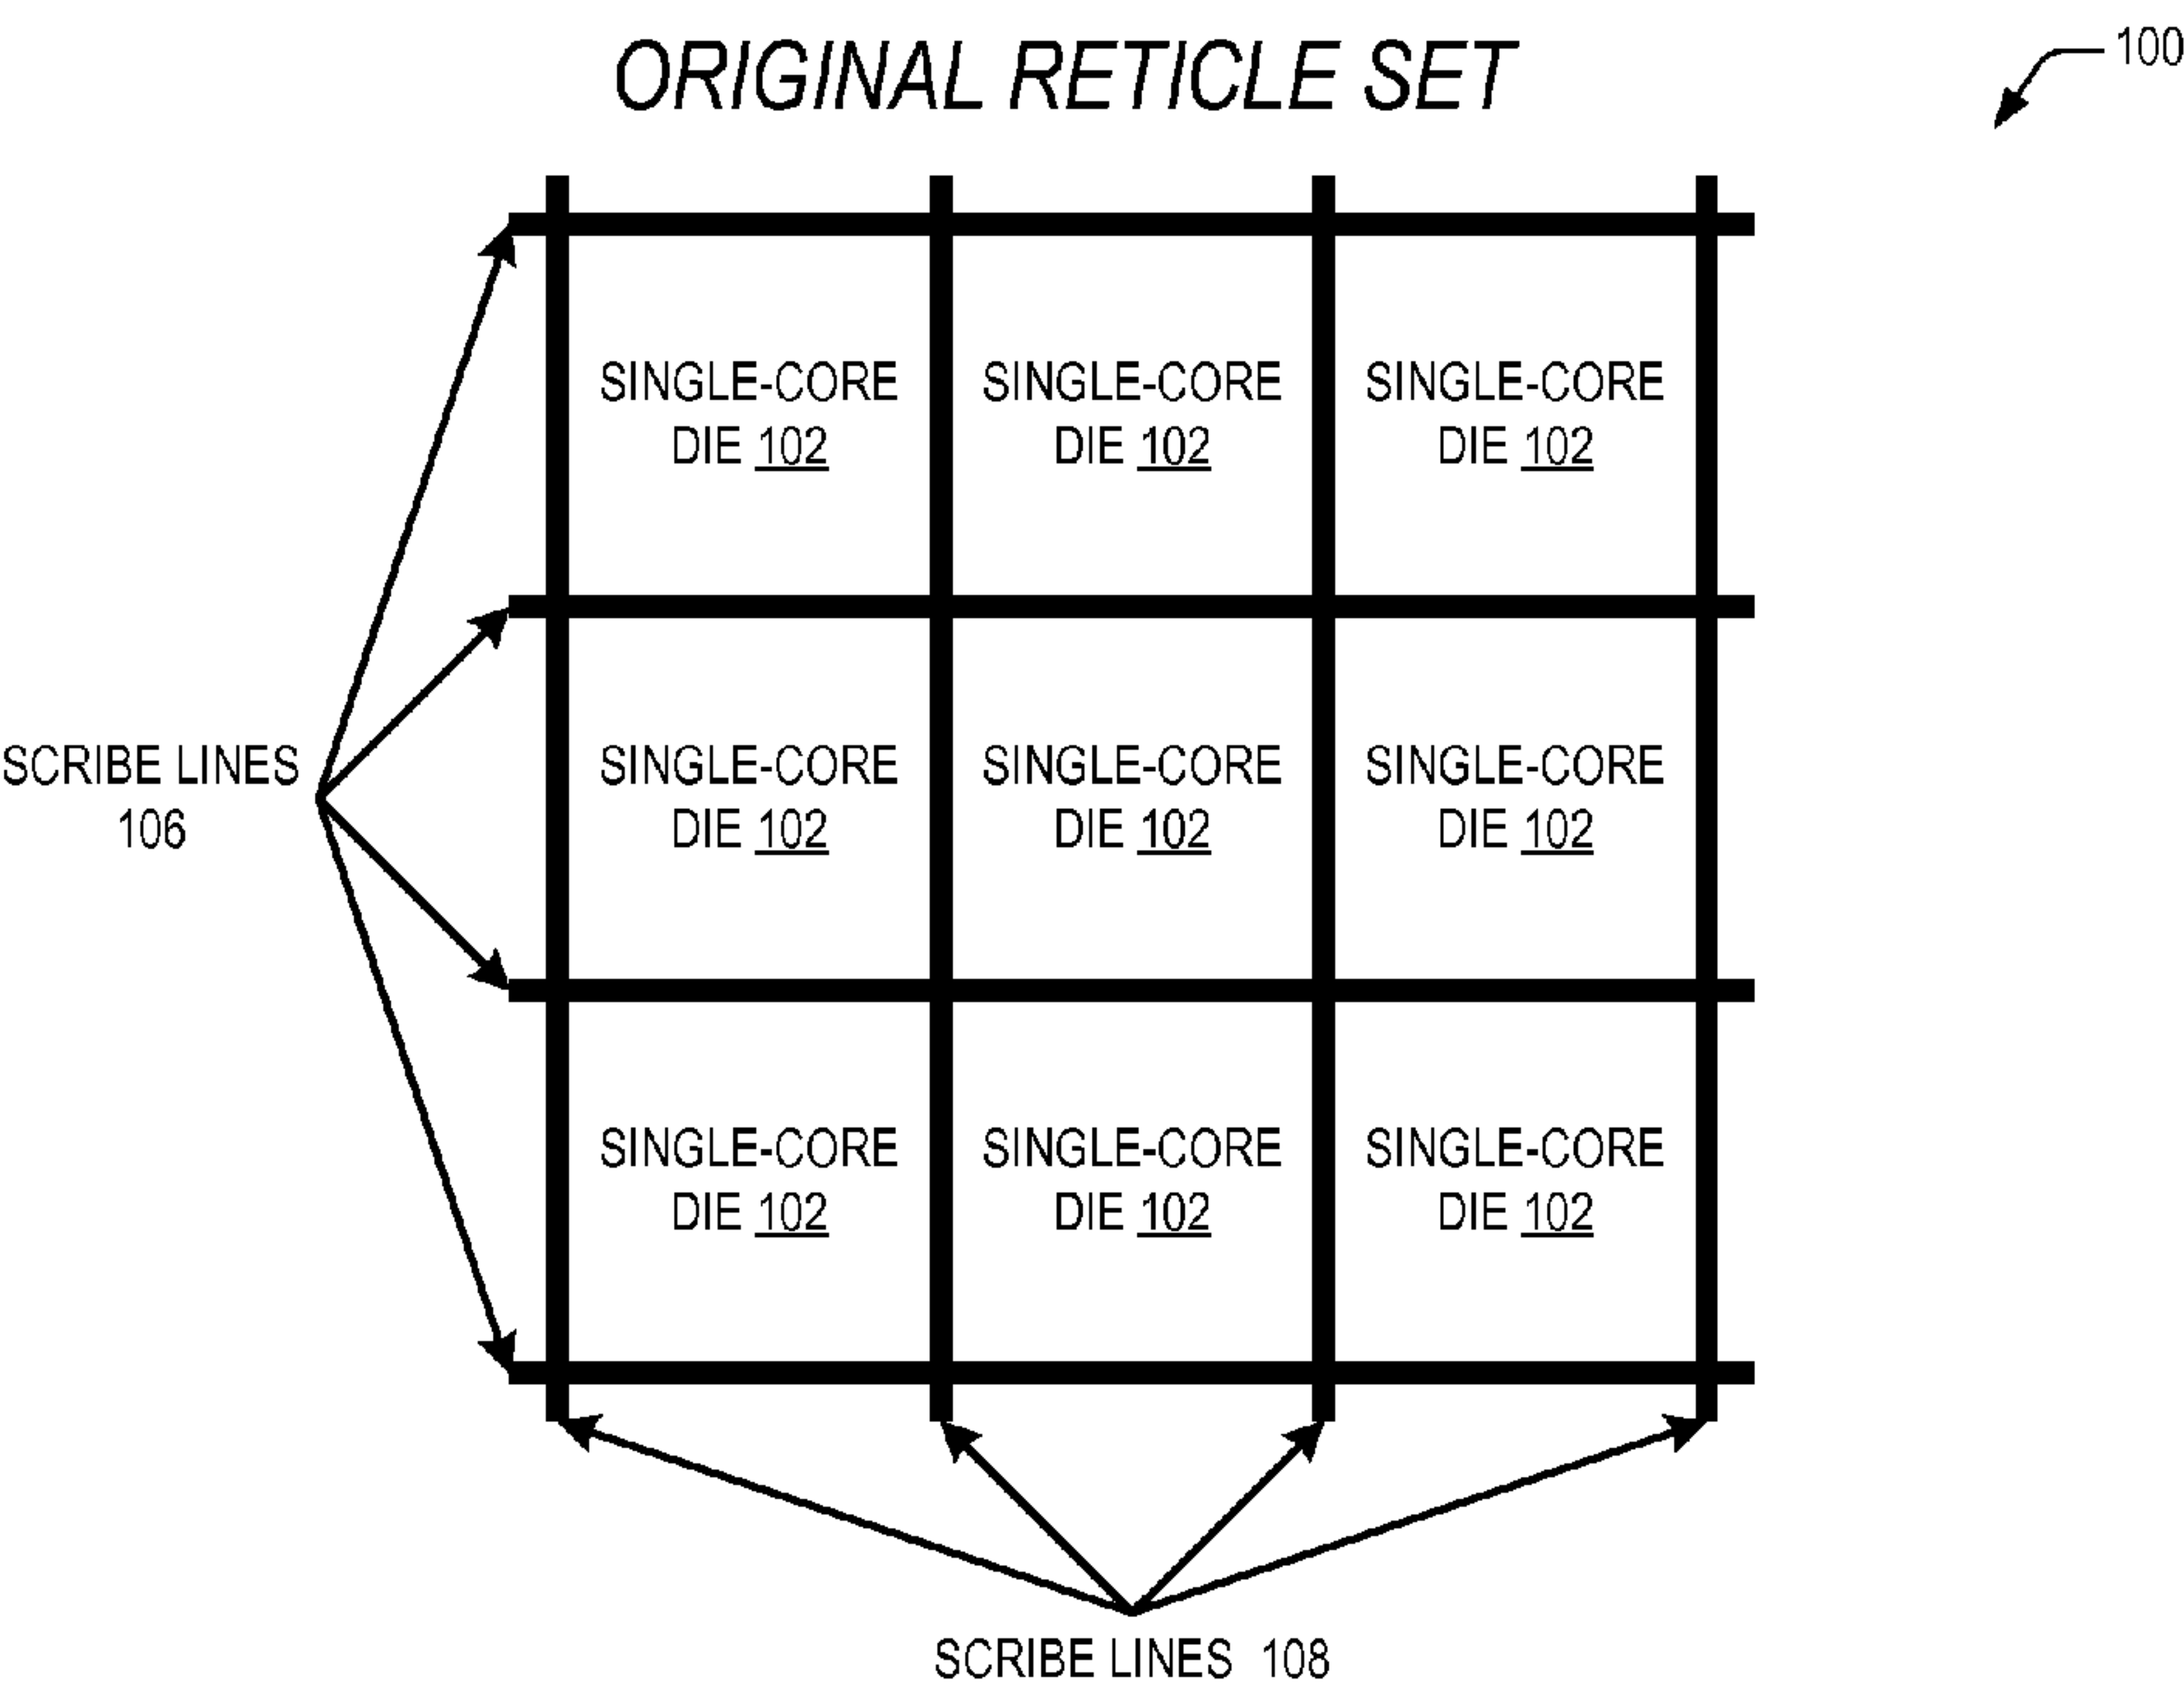 ORIGINAL RETICLE SET
100
SINGLE-CORE
DIE 102
SINGLE-CORE
DIE 102
SINGLE-CORE
DIE 102
SCRIBE LINES
106
SINGLE-CORE
DIE 102
SINGLE-CORE
DIE 102
SINGLE-CORE
DIE 102
SINGLE-CORE
DIE 102
SINGLE-CORE
DIE 102
SINGLE-CORE
DIE 102
SCRIBE LINES 108